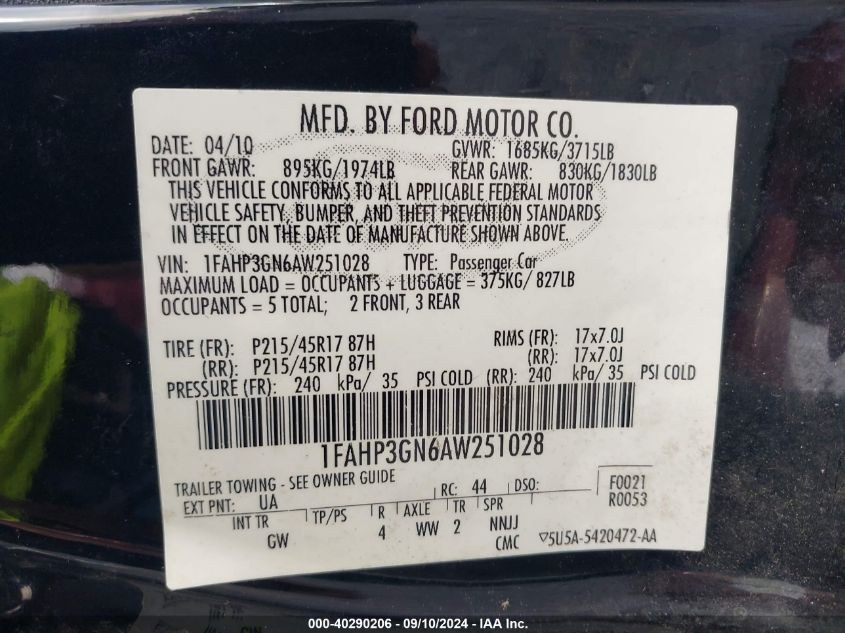 MFD. BY FORD MOTOR CO.
DATE: 04/10 GVWR: 1685KG/3715LB
FRONT GAWR: 895KG/1974LB REAR GAWR: 830KG/1830LB
THIS VEHICLE CONFORMS TO ALL APPLICABLE FEDERAL MOTOR
VEHICLE SAFETY, BUMPER, AND THEFT PREVENTION STANDARDS
IN EFFECT ON THE DATE OF MANUFACTURE SHOWN ABOVE.
VIN: 1FAHP3GN6AW251028 TYPE: Passenger Car
MAXIMUM LOAD = OCCUPANTS + LUGGAGE = 375KG/ 827LB
OCCUPANTS = 5 TOTAL; 2 FRONT, 3 REAR
TIRE (FR): P215/45R17 87H RIMS (FR): 17x7.0J
(RR): P215/45R17 87H (RR): 17x7.0J
PRESSURE (FR): 240 kPa/ 35 PSI COLD (RR): 240 kPa/ 35 PSI COLD
1FAHP3GN6AW251028
TRAILER TOWING - SEE OWNER GUIDE
EXT PNT: UA RC: 44 DSO: F0021
R0053
INT TR TP/PS R AXLE TR SPR
GW 4 WW 2 NNJJ
CMC ▽5U5A-5420472-AA
000-40290206 - 09/10/2024 - IAA Inc.